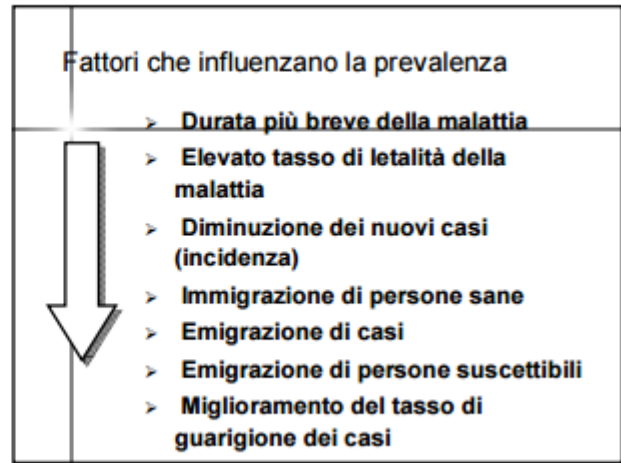 Fattori che influenzano la prevalenza
➢ Durata più breve della malattia
➢ Elevato tasso di letalità della
malattia
➢ Diminuzione dei nuovi casi
(incidenza)
➢ Immigrazione di persone sane
➢ Emigrazione di casi
➢ Emigrazione di persone suscettibili
➢ Miglioramento del tasso di
guarigione dei casi